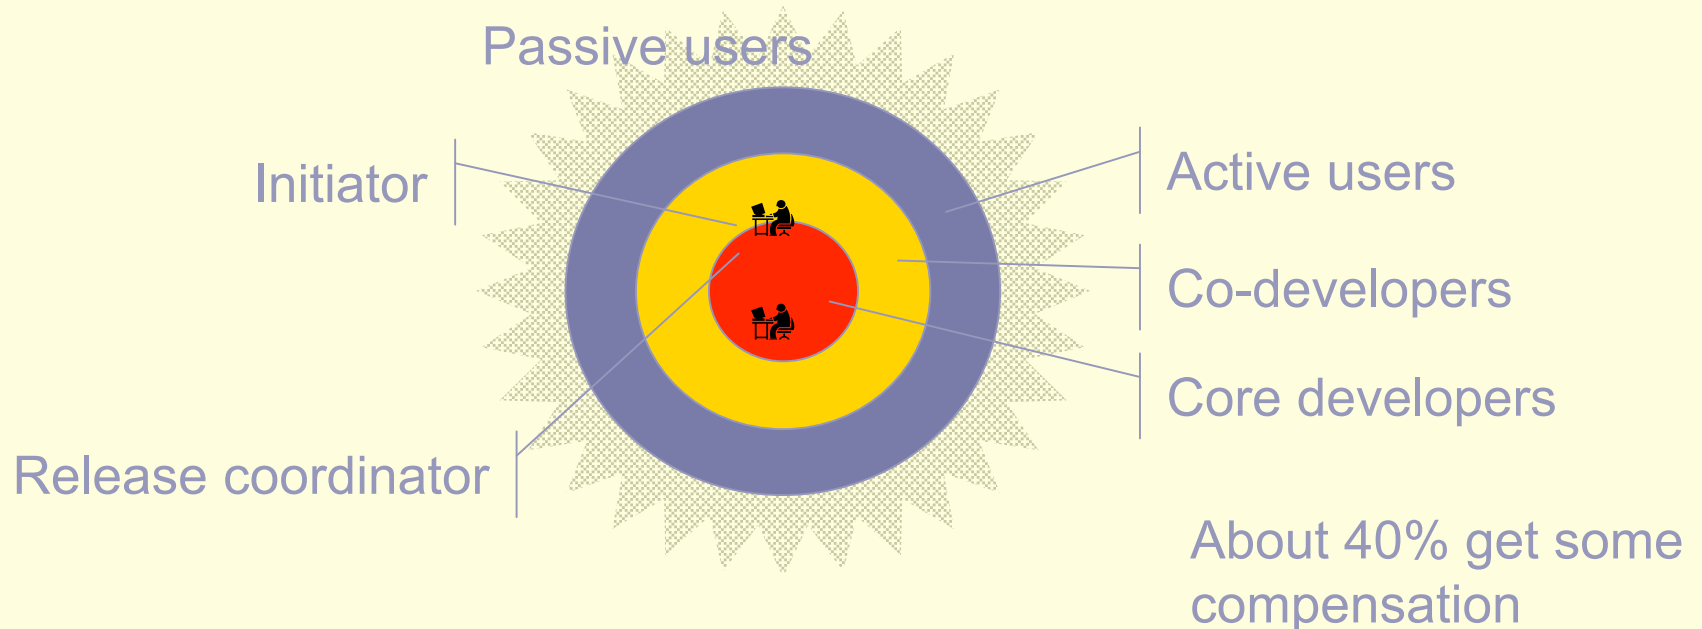 Passive users
Initiator
Active users
Co-developers
Core developers
Release coordinator
About 40% get some
compensation